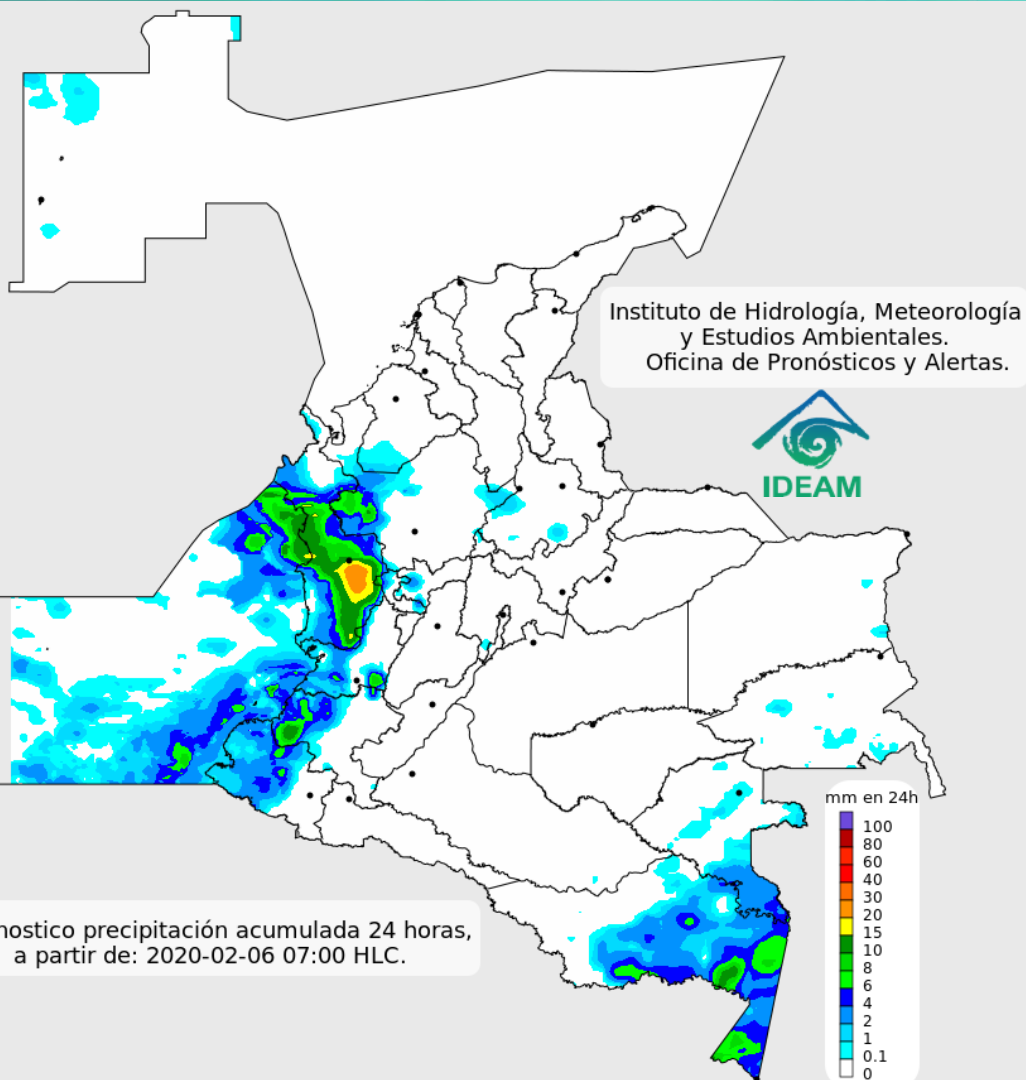 Instituto de Hidrología, Meteorología
y Estudios Ambientales.
Oficina de Pronósticos y Alertas.
IDEAM
mm en 24h
100
80
60
40
30
20
15
10
8
6
4
2
1
0.1
0
nostico precipitación acumulada 24 horas,
a partir de: 2020-02-06 07:00 HLC.